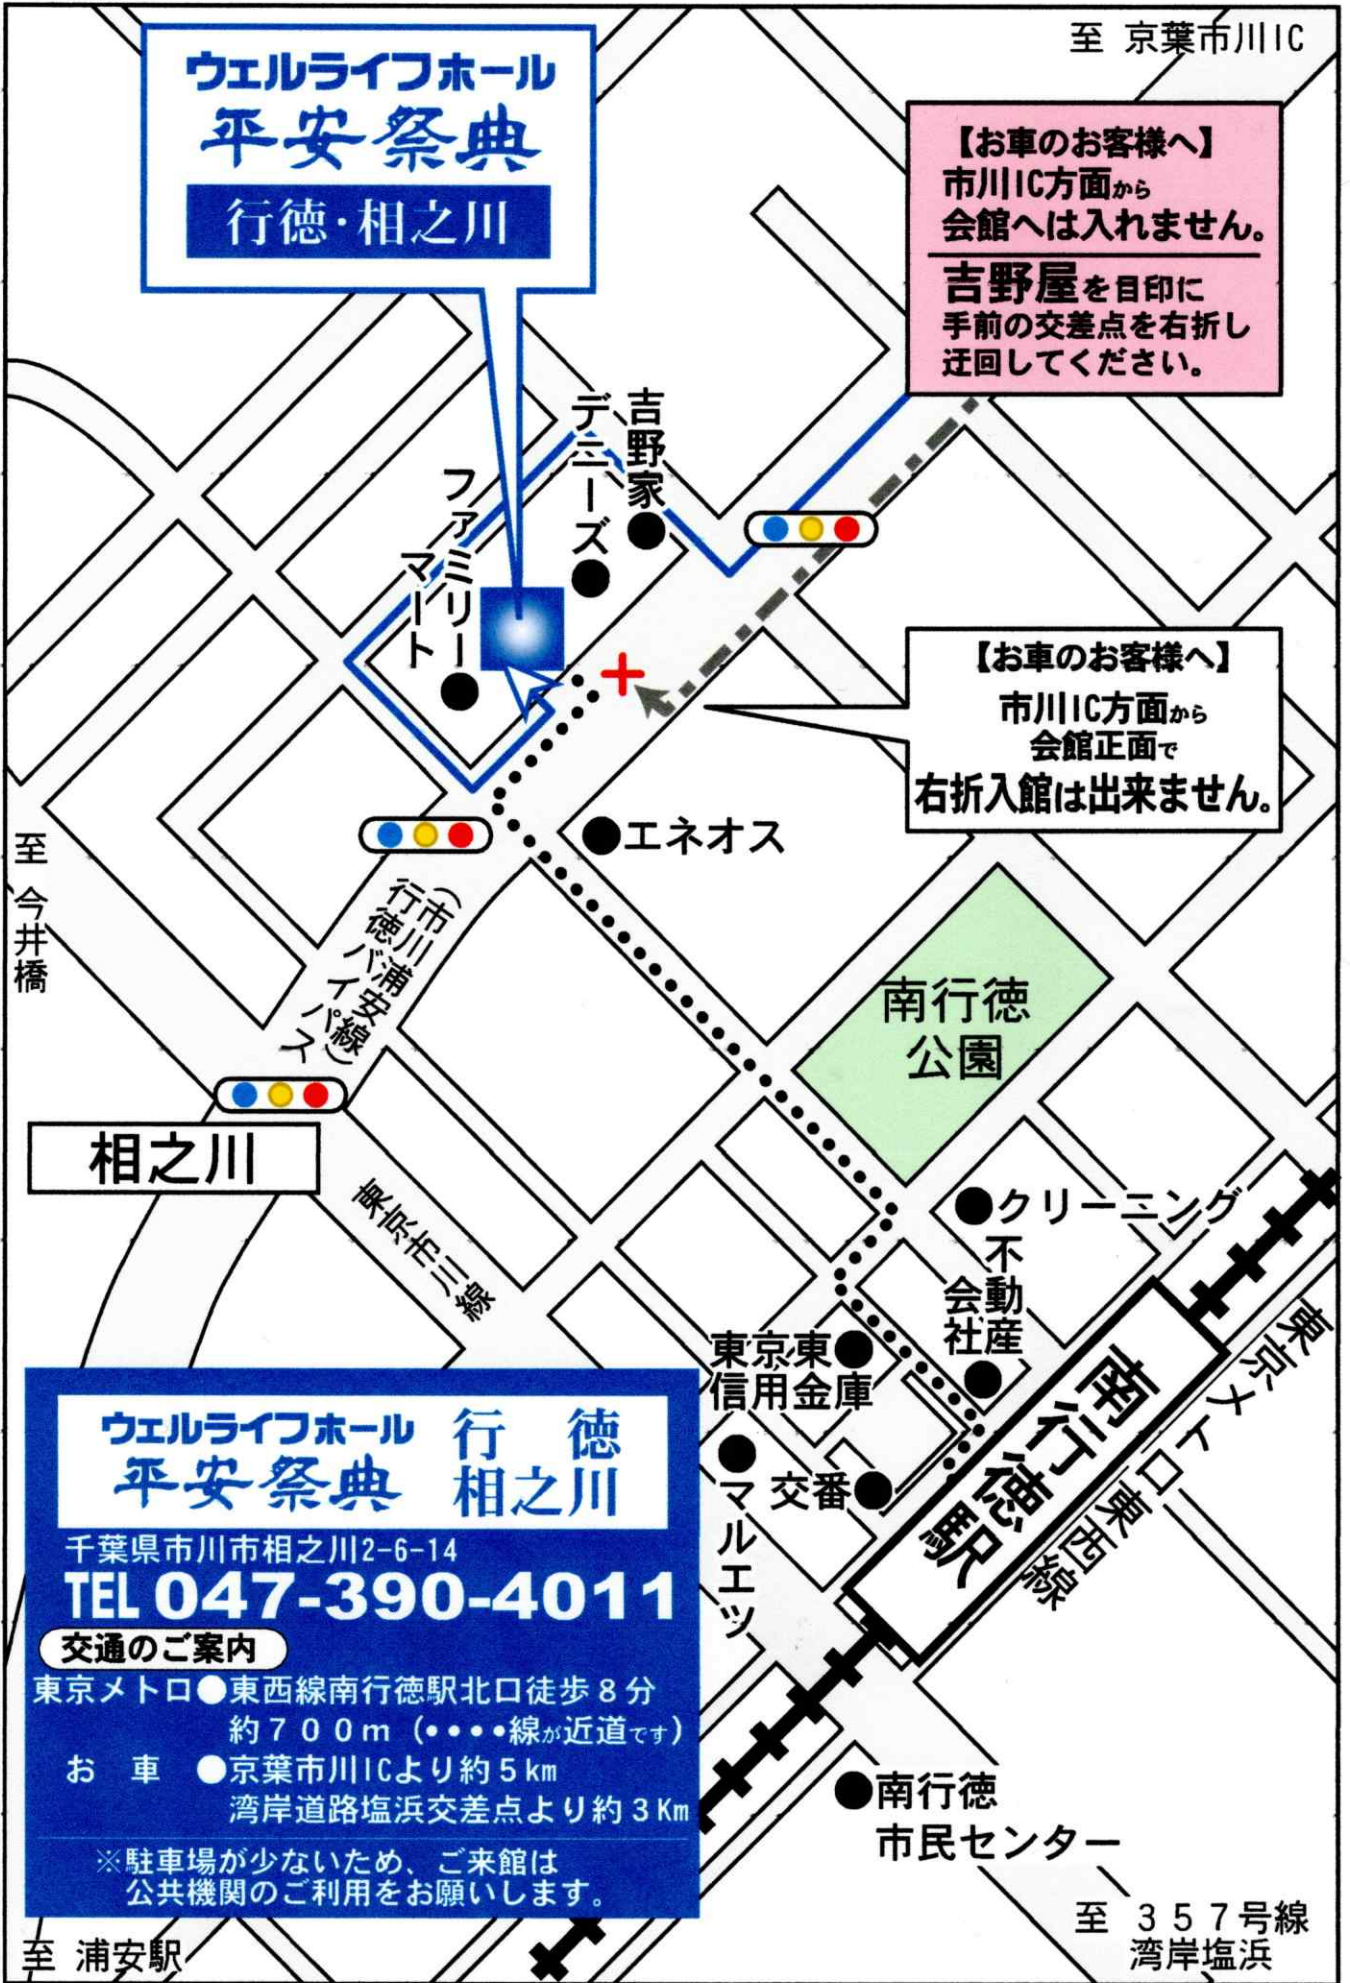 至 京葉市川IC
ウェルライフホール
平安祭典
行徳・相之川
【お車のお客様へ】
市川IC方面から
会館へは入れません。
吉野屋を目印に
手前の交差点を右折し
迂回してください。
吉野家
デニーズ
ファミリー
マート
【お車のお客様へ】
市川IC方面から
会館正面で
右折入館は出来ません。
エネオス
至 今井橋
(市川浦安線)
行徳バイパス
南行徳
公園
相之川
東京市川線
クリーニング
不動産
会社
東京東
信用金庫
南行徳駅
東京メトロ東西線
マルエツ
交番
ウェルライフホール
平安祭典
行徳
相之川
千葉県市川市相之川2-6-14
TEL 047-390-4011
交通のご案内
東京メトロ●東西線南行徳駅北口徒歩8分
約700m(••••線が近道です)
お車 ●京葉市川ICより約5km
湾岸道路塩浜交差点より約3Km
※駐車場が少ないため、ご来館は
公共機関のご利用をお願いします。
南行徳
市民センター
至 浦安駅
至 357号線
湾岸塩浜